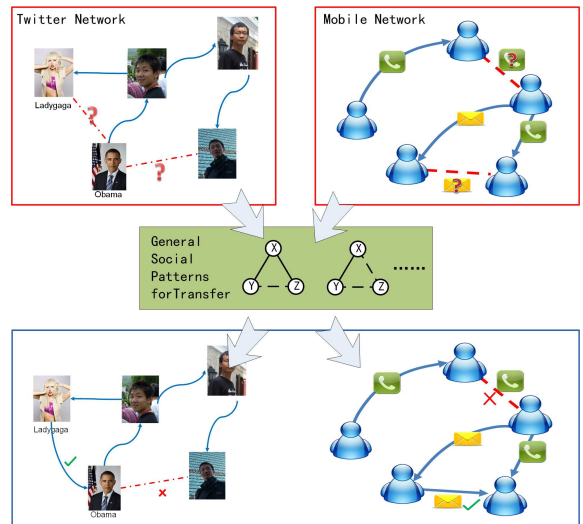 Twitter Network
Mobile Network
Ladygaga
?
?
Obama
?
?
General
Social
Patterns
forTransfer
X
Y
Z
X
Y
Z
......
Ladygaga
Obama